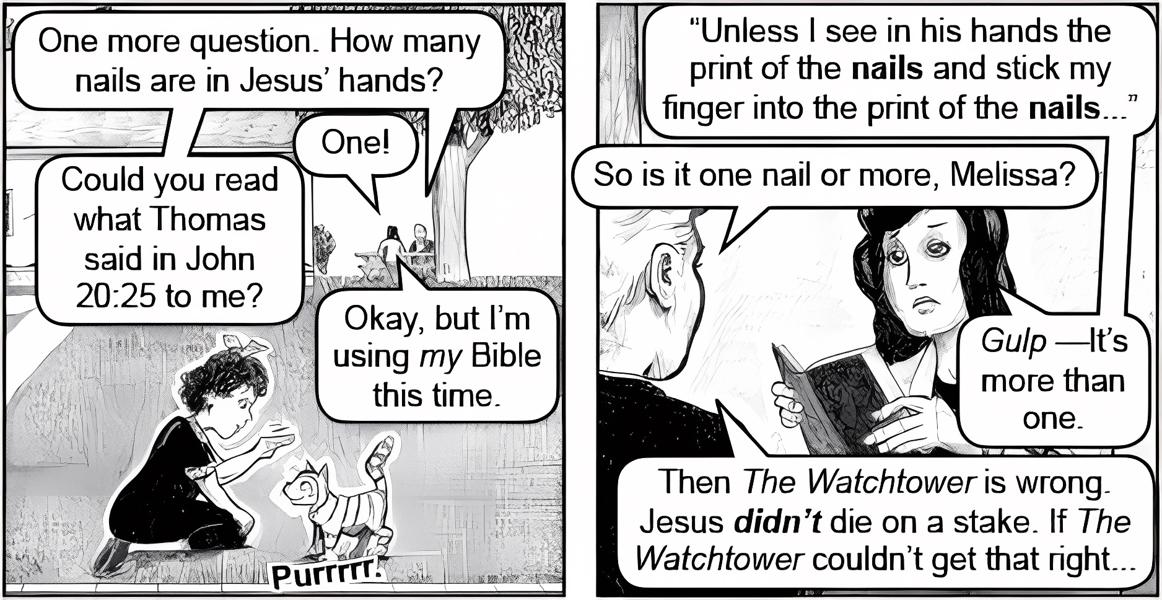 One more question. How many
nails are in Jesus’ hands?
One!
Could you read
what Thomas
said in John
20:25 to me?
Okay, but I’m
using my Bible
this time.
Purrrrr.
“Unless I see in his hands the
print of the nails and stick my
finger into the print of the nails...”
So is it one nail or more, Melissa?
Gulp —It’s
more than
one.
Then The Watchtower is wrong.
Jesus didn’t die on a stake. If The
Watchtower couldn’t get that right...